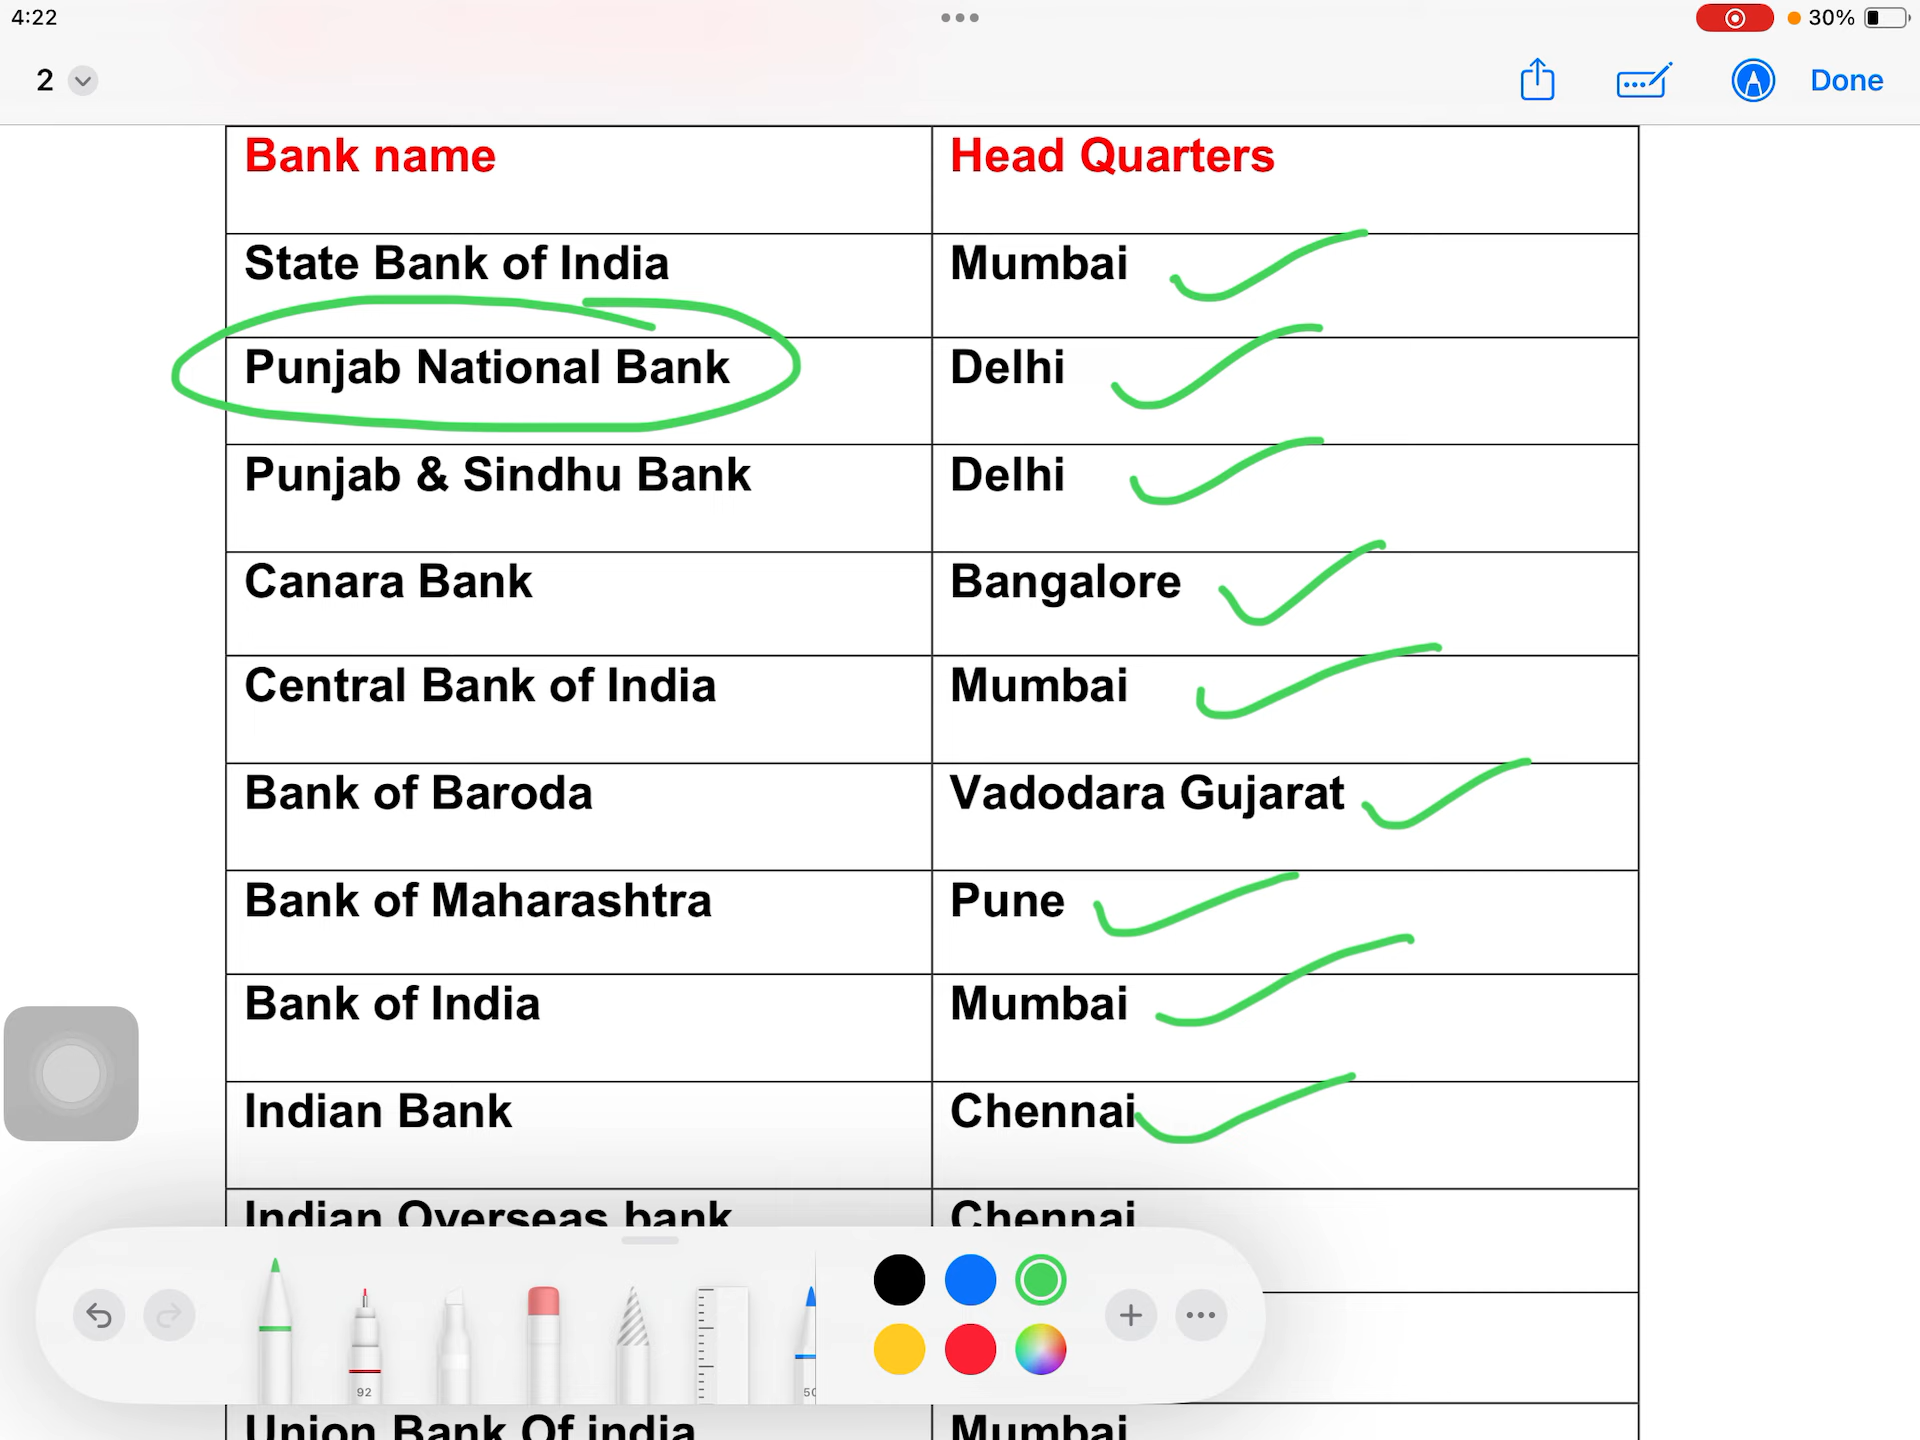 4:22
30%
2
Done
Bank name Head Quarters
State Bank of India Mumbai
Punjab National Bank Delhi
Punjab & Sindhu Bank Delhi
Canara Bank Bangalore
Central Bank of India Mumbai
Bank of Baroda Vadodara Gujarat
Bank of Maharashtra Pune
Bank of India Mumbai
Indian Bank Chennai
Indian Overseas bank Chennai
92
50
Union Bank Of india Mumbai